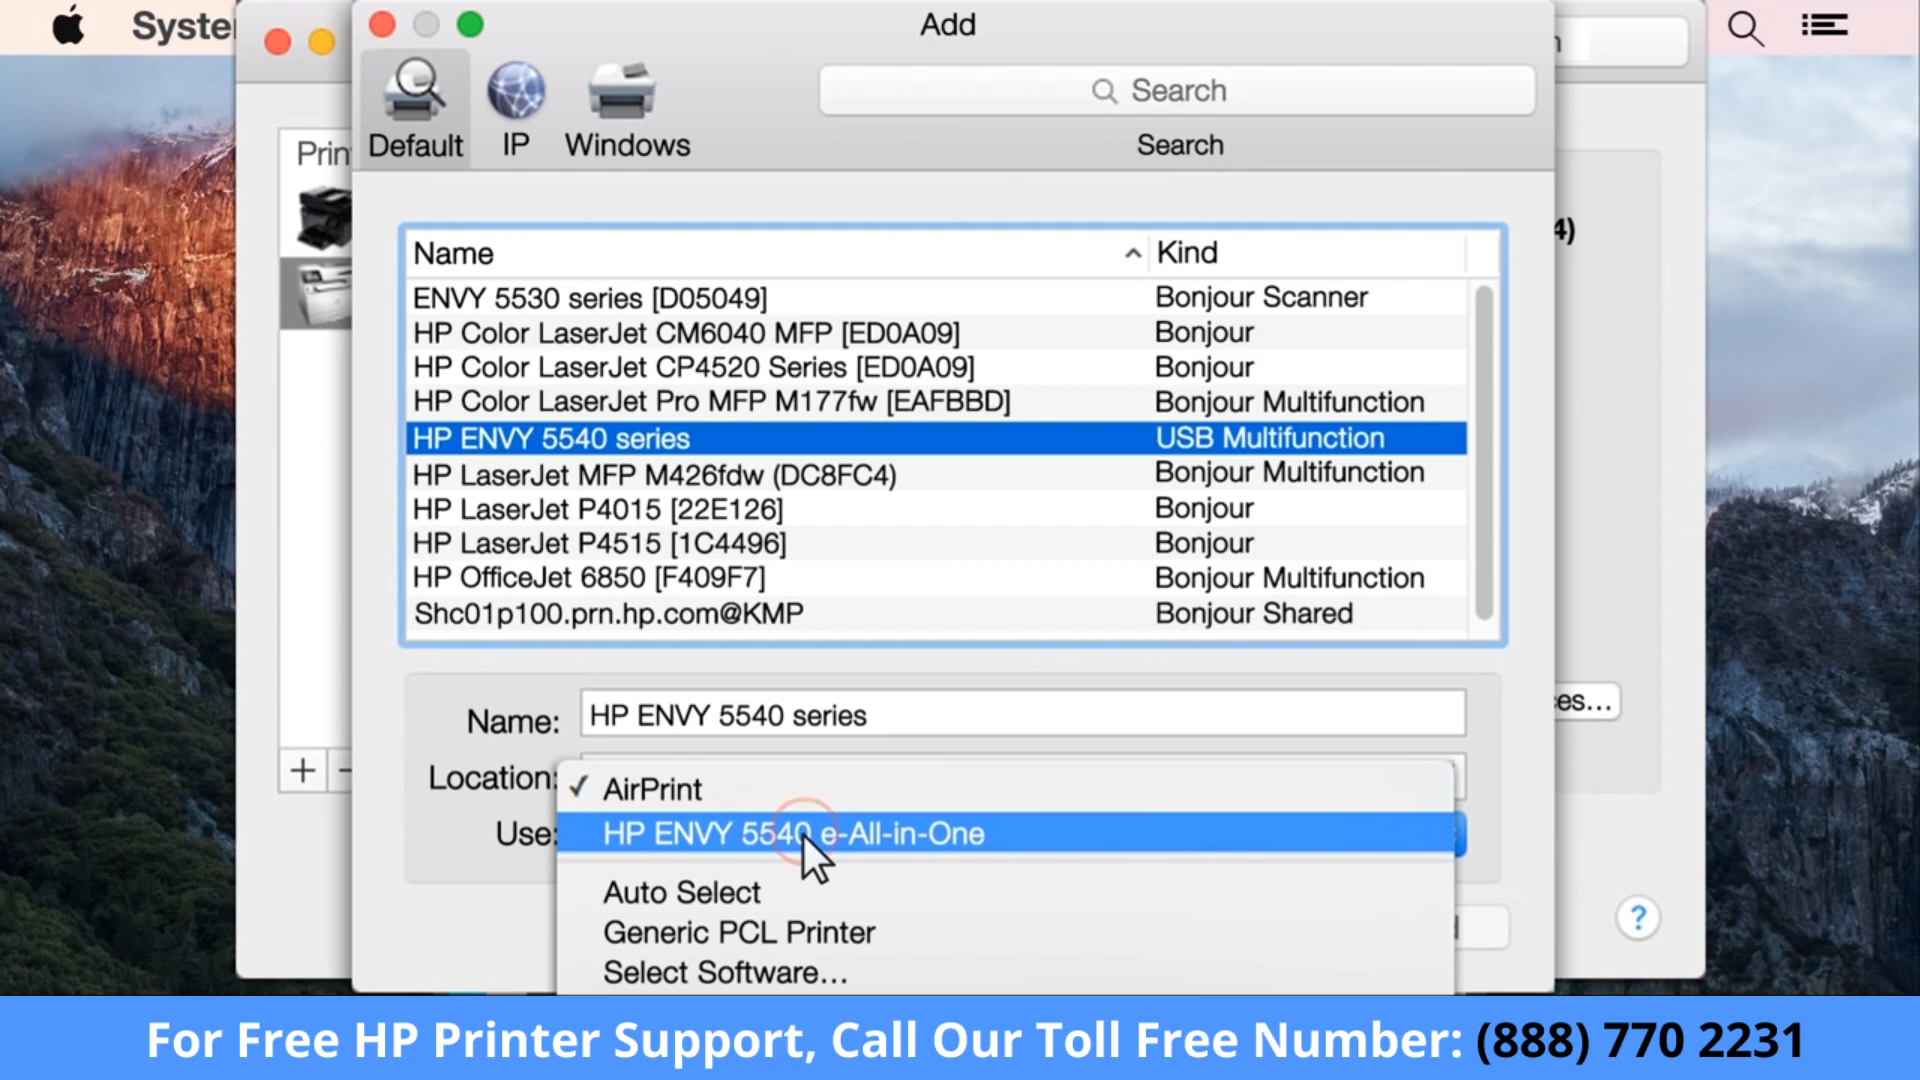 Syste
Add
Default
IP
Windows
Search
Search
Prin
4)
Name
Kind
ENVY 5530 series [D05049]
Bonjour Scanner
HP Color LaserJet CM6040 MFP [ED0A09]
Bonjour
HP Color LaserJet CP4520 Series [ED0A09]
Bonjour
HP Color LaserJet Pro MFP M177fw [EAFBBD]
Bonjour Multifunction
HP ENVY 5540 series
USB Multifunction
HP LaserJet MFP M426fdw (DC8FC4)
Bonjour Multifunction
HP LaserJet P4015 [22E126]
Bonjour
HP LaserJet P4515 [1C4496]
Bonjour
HP OfficeJet 6850 [F409F7]
Bonjour Multifunction
Shc01p100.prn.hp.com@KMP
Bonjour Shared
es...
Name: HP ENVY 5540 series
Location:
AirPrint
Use:
HP ENVY 5540 e-All-in-One
Auto Select
Generic PCL Printer
Select Software...
?
For Free HP Printer Support, Call Our Toll Free Number: (888) 770 2231